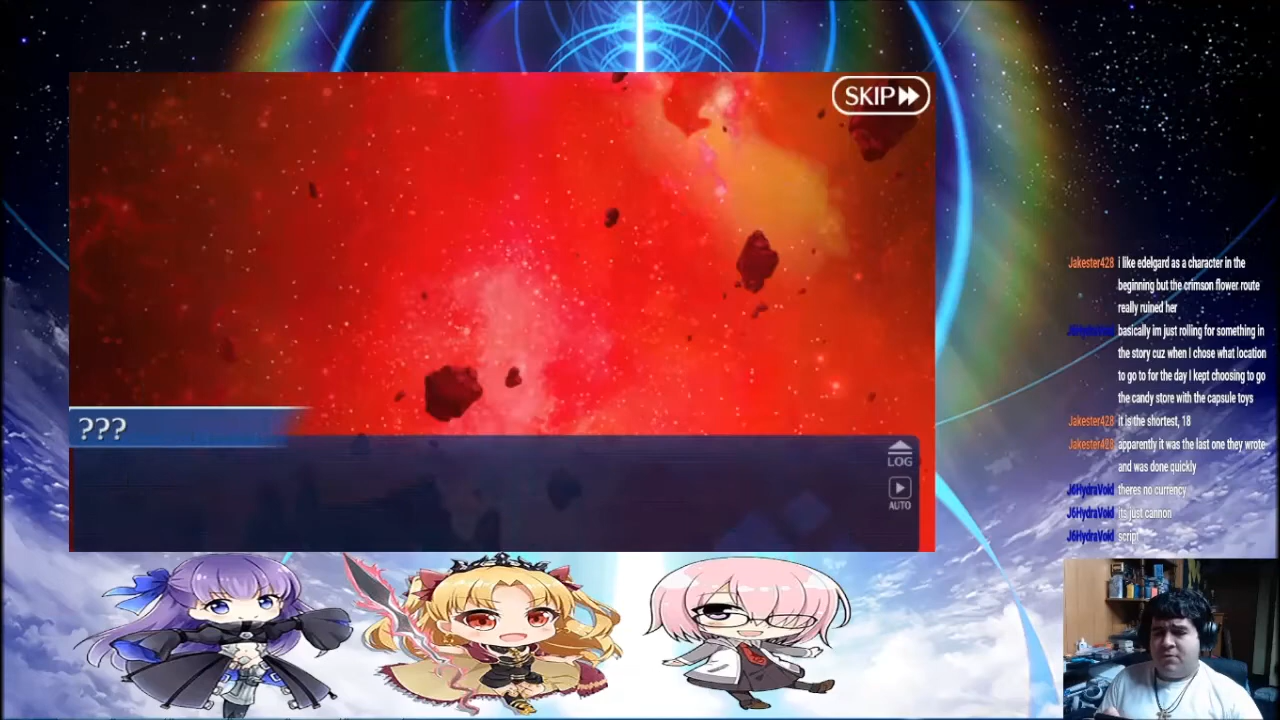 SKIP
???
LOG
AUTO
Jakester428 i like edelgard as a character in the
beginning but the crimson flower route
really ruined her
J6HydraVoid basically im just rolling for something in
the story cuz when I chose what location
to go to for the day I kept choosing to go
the candy store with the capsule toys
Jakester428 it is the shortest, 18
Jakester428 apparently it was the last one they wrote
and was done quickly
J6HydraVoid theres no currency
J6HydraVoid its just cannon
J6HydraVoid script